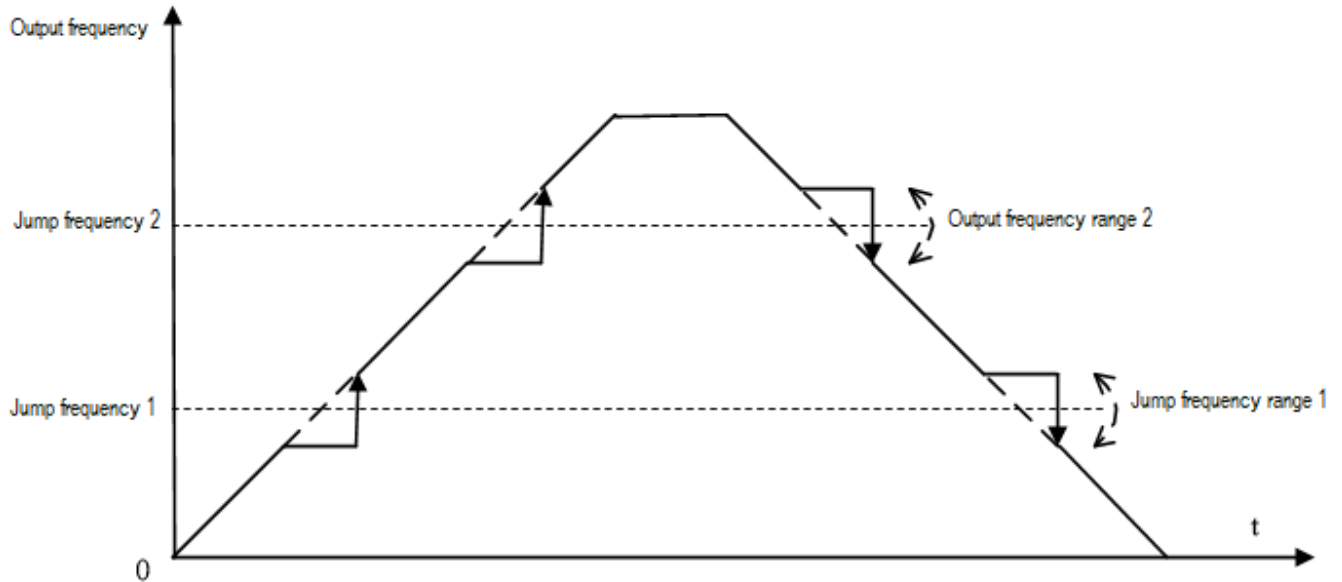 Output frequency
Jump frequency 2
Output frequency range 2
Jump frequency 1
Jump frequency range 1
t
0